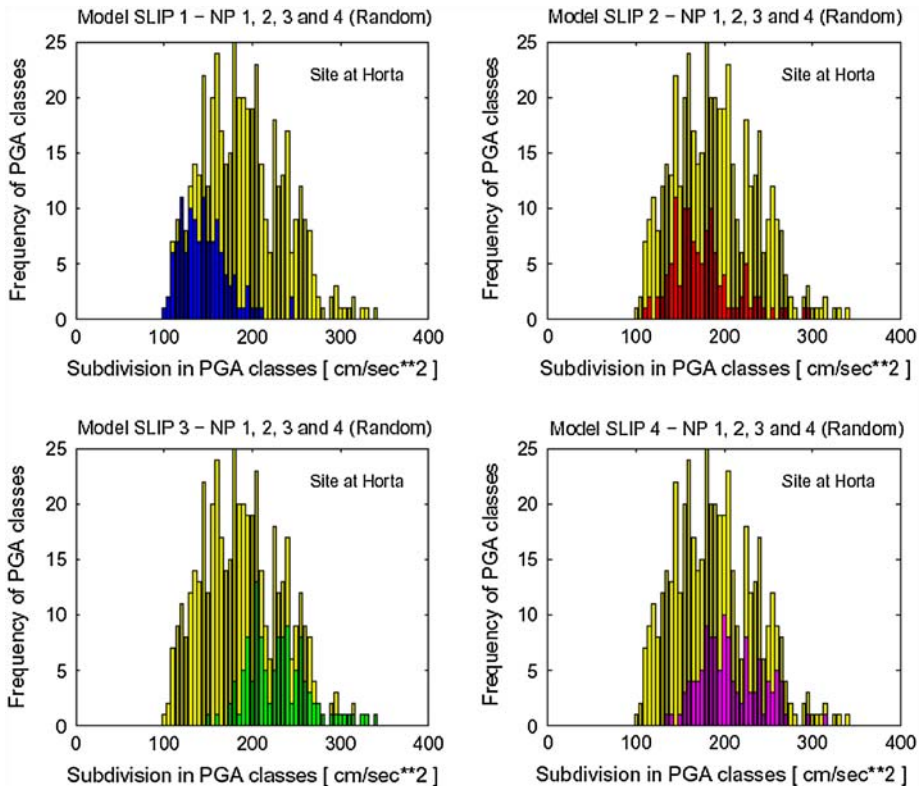 Model SLIP 1 − NP 1, 2, 3 and 4 (Random)
25
20
15
10
5
0
0 100 200 300 400
Site at Horta
Frequency of PGA classes
Subdivision in PGA classes [ cm/sec**2 ]
Model SLIP 2 − NP 1, 2, 3 and 4 (Random)
25
20
15
10
5
0
0 100 200 300 400
Site at Horta
Frequency of PGA classes
Subdivision in PGA classes [ cm/sec**2 ]
Model SLIP 3 − NP 1, 2, 3 and 4 (Random)
25
20
15
10
5
0
0 100 200 300 400
Site at Horta
Frequency of PGA classes
Subdivision in PGA classes [ cm/sec**2 ]
Model SLIP 4 − NP 1, 2, 3 and 4 (Random)
25
20
15
10
5
0
0 100 200 300 400
Site at Horta
Frequency of PGA classes
Subdivision in PGA classes [ cm/sec**2 ]